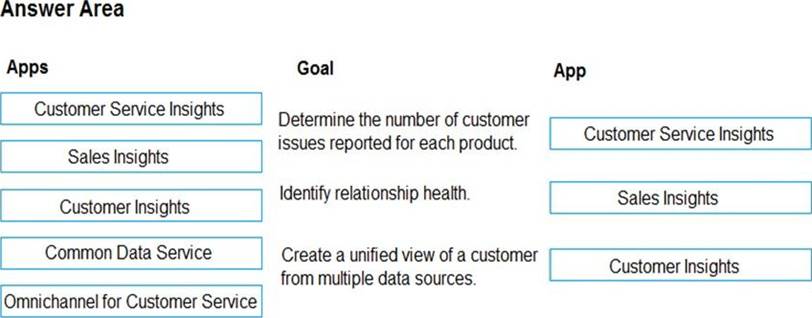 Answer Area
Apps
Goal
App
Customer Service Insights
Sales Insights
Customer Insights
Common Data Service
Omnichannel for Customer Service
Determine the number of customer
issues reported for each product.
Identify relationship health.
Create a unified view of a customer
from multiple data sources.
Customer Service Insights
Sales Insights
Customer Insights